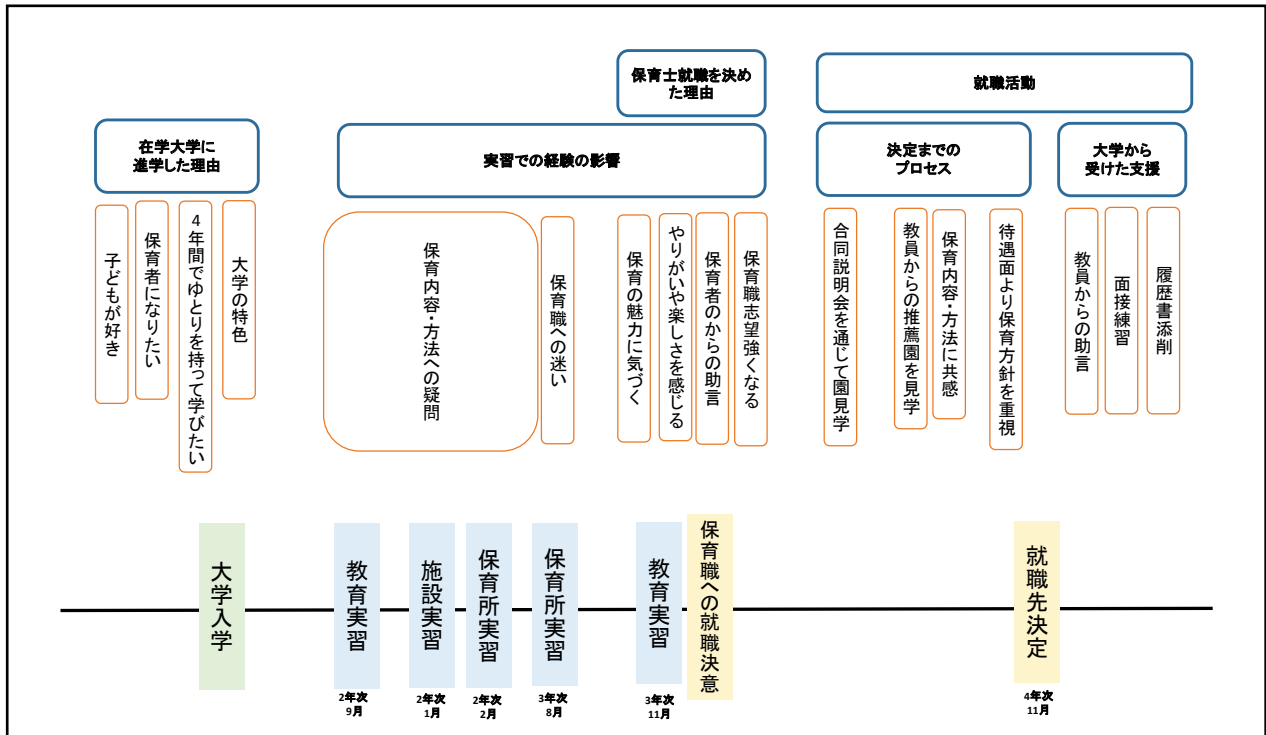 保育士就職を決め
た理由
就職活動
在学大学に
進学した理由
実習での経験の影響
決定までの
プロセス
大学から
受けた支援
子どもが好き
保育者になりたい
4年間でゆとりを持って学びたい
大学の特色
保育内容・方法への疑問
保育職への迷い
保育の魅力に気づく
やりがいや楽しさを感じる
保育者のからの助言
保育職志望強くなる
合同説明会を通じて園見学
教員からの推薦園を見学
保育内容・方法に共感
待遇面より保育方針を重視
教員からの助言
面接練習
履歴書添削
大学入学
教育実習
施設実習
保育所実習
保育所実習
教育実習
保育職への就職決意
就職先決定
2年次
9月
2年次
1月
2年次
2月
3年次
8月
3年次
11月
4年次
11月